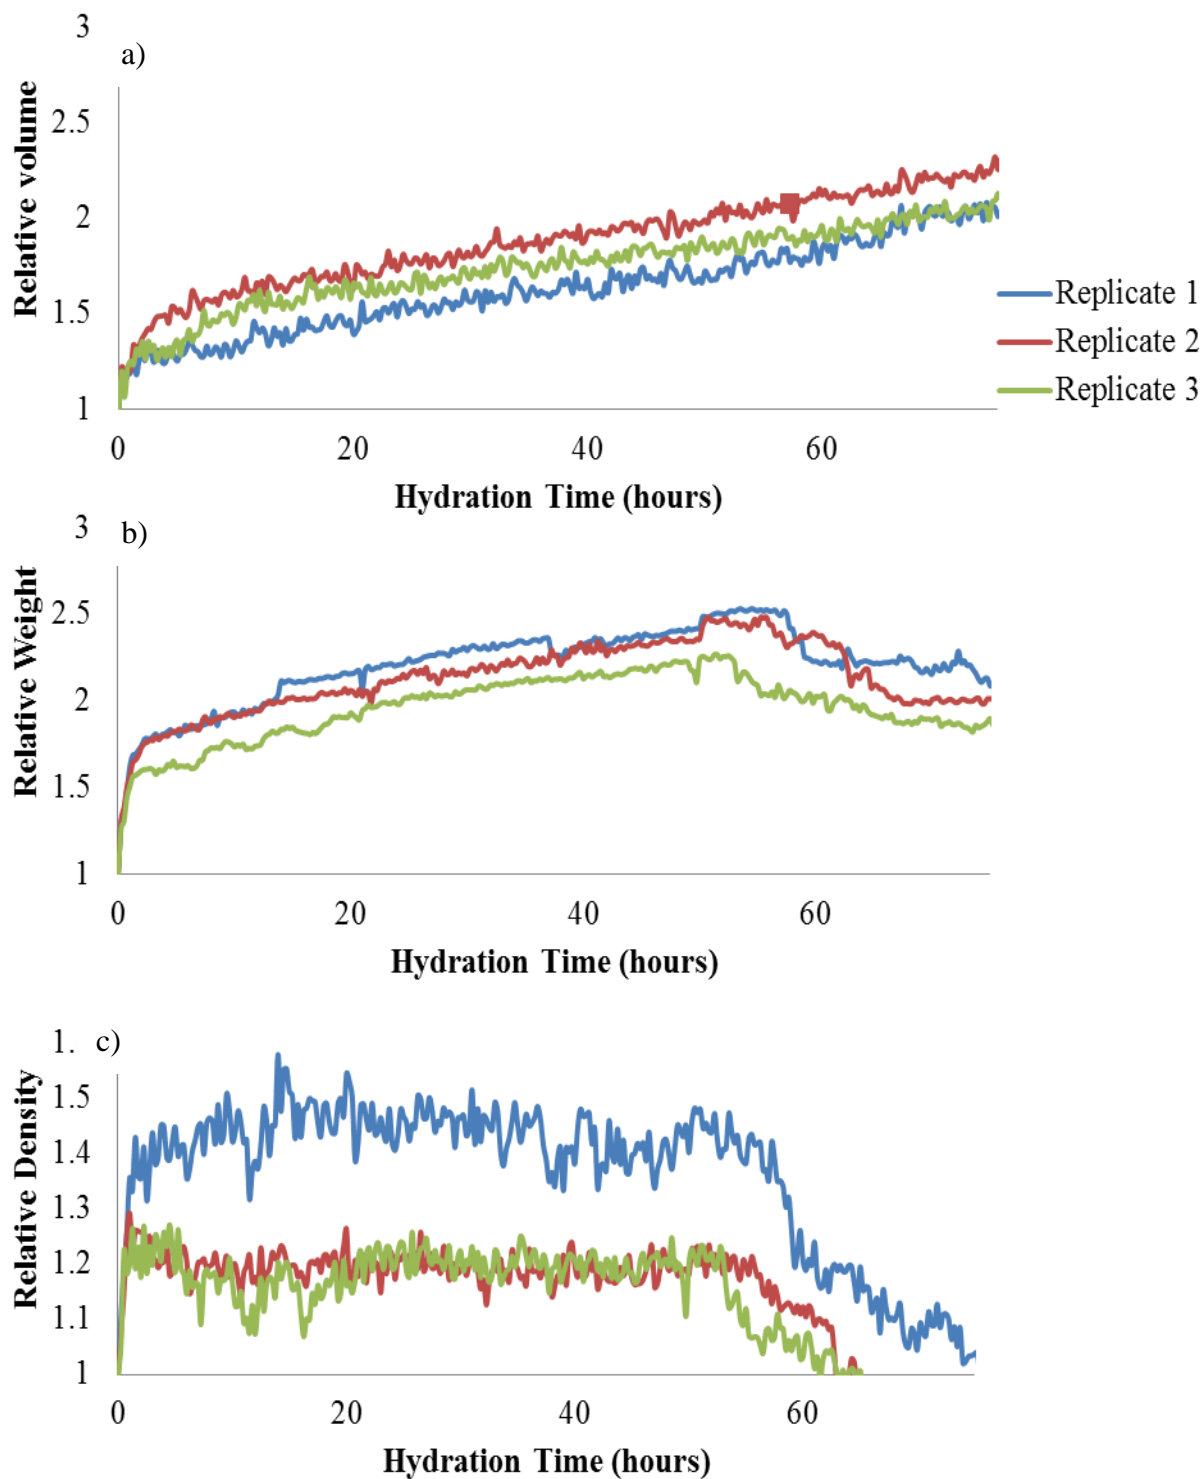 3
a)
Relative volume
2.5
2
1.5
1
0 20 40 60
Hydration Time (hours)
Replicate 1
Replicate 2
Replicate 3
3
b)
Relative Weight
2.5
2
1.5
1
0 20 40 60
Hydration Time (hours)
1. c)
Relative Density
1.5
1.4
1.3
1.2
1.1
1
0 20 40 60
Hydration Time (hours)